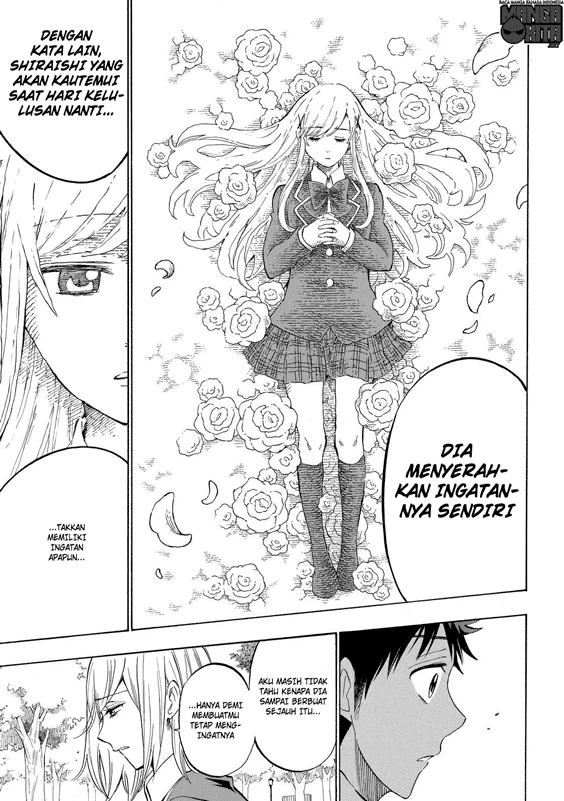 BACA MANGA BAHASA INDONESIA
MANGA
KITA
DENGAN
KATA LAIN,
SHIRAISHI YANG
AKAN KAUTEMUI
SAAT HARI KELU-
LUSAN NANTI...
DIA
MENYERAH-
KAN INGATAN-
NYA SENDIRI
...TAKKAN
MEMILIKI
INGATAN
APAPUN...
AKU MASIH TIDAK
TAHU KENAPA DIA
SAMPAI BERBUAT
SEJAUH ITU...
...HANYA DEMI
MEMBUATMU
TETAP MENG-
INGATNYA